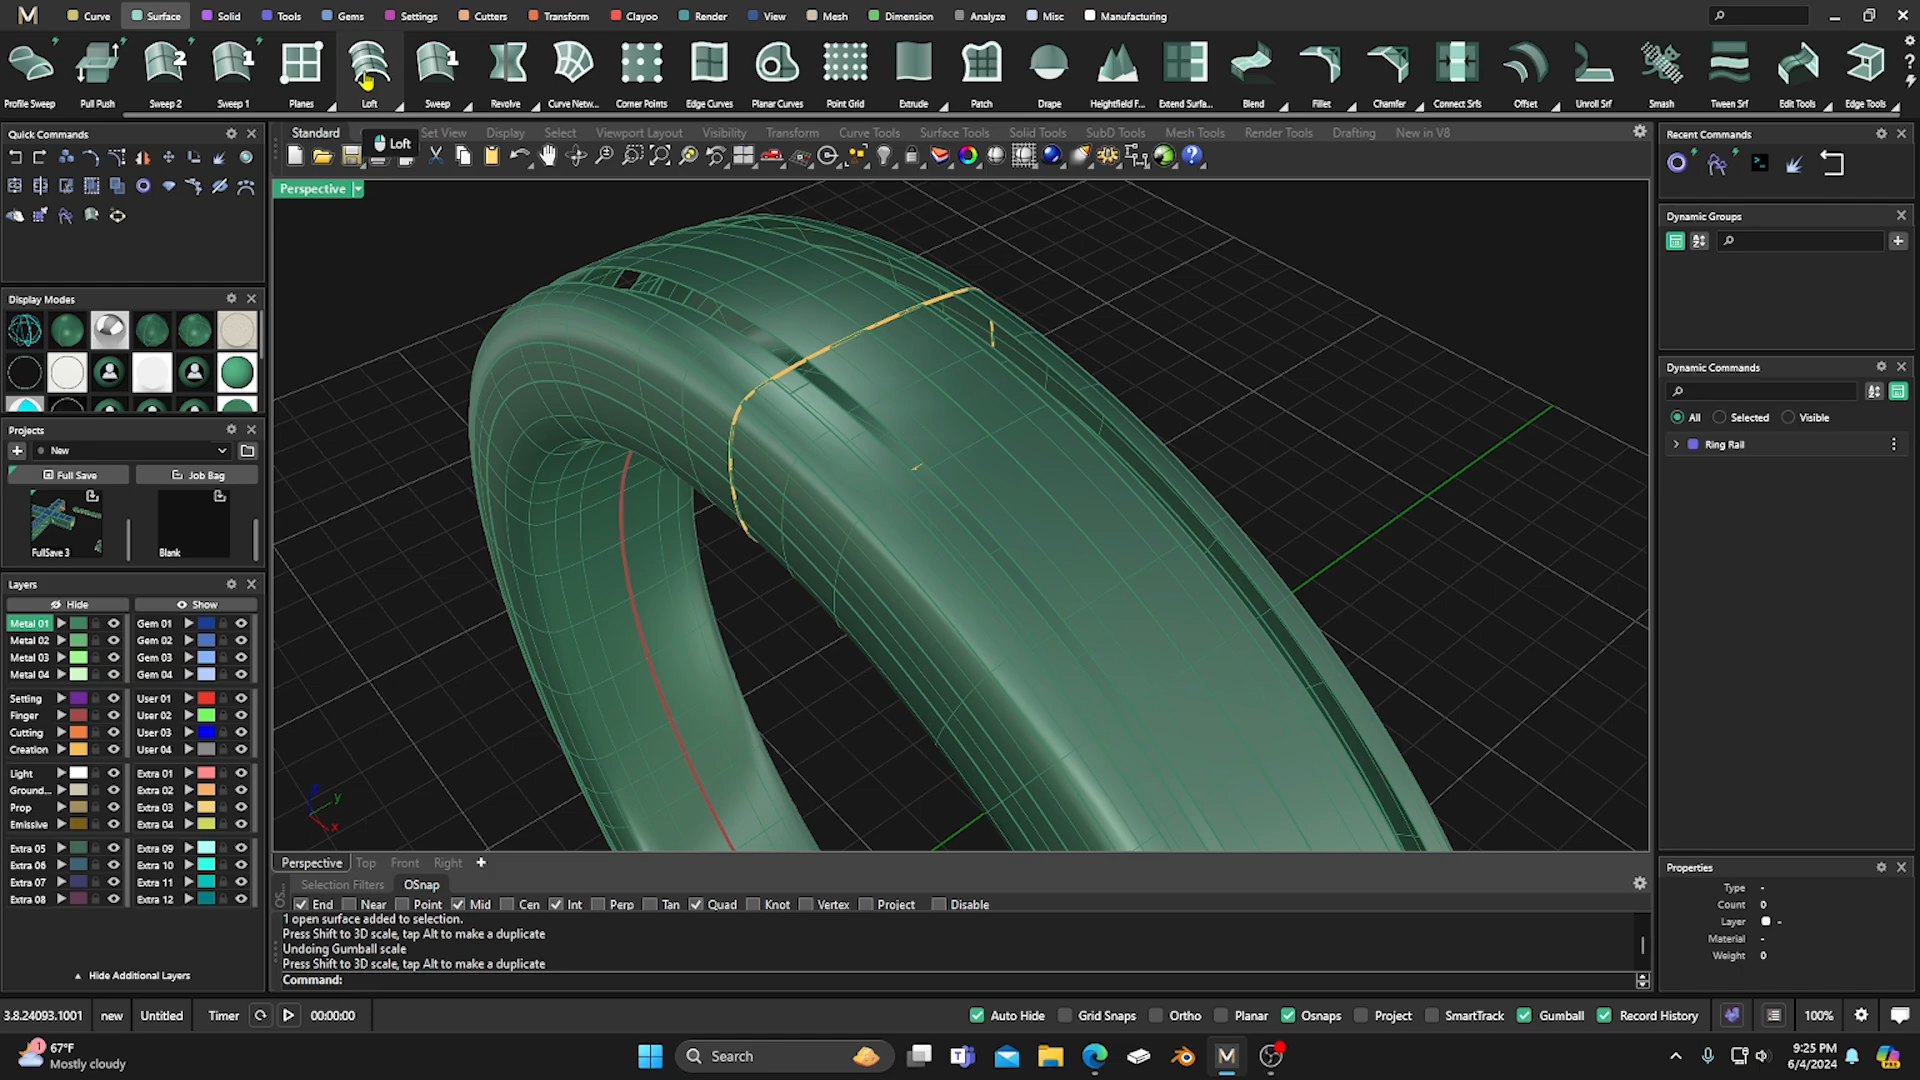 Curve Surface Solid Tools Gems Settings Cutters Transform Clayoo Render View Mesh Dimension Analyze Misc Manufacturing
Profile Sweep Pull Push Sweep 2 Sweep 1 Planes Loft Sweep Revolve Curve Netw... Corner Points Edge Curves Planar Curves Point Grid Extrude Patch Drape Heightfield F... Extend Surfa... Blend Fillet Chamfer Connect Srfs Offset Unroll Srf Smash Tween Srf Edit Tools Edge Tools
Quick Commands
Standard Set View Display Select Viewport Layout Visibility Transform Curve Tools Surface Tools Solid Tools SubD Tools Mesh Tools Render Tools Drafting New in V8
Loft
Recent Commands
Perspective
Dynamic Groups
Display Modes
Dynamic Commands
All Selected Visible
Ring Rail
Projects
New
Full Save Job Bag
FullSave 3 Blank
Layers
Hide Show
Metal 01 Gem 01
Metal 02 Gem 02
Metal 03 Gem 03
Metal 04 Gem 04
Setting User 01
Finger User 02
Cutting User 03
Creation User 04
Light Extra 01
Ground... Extra 02
Prop Extra 03
Emissive Extra 04
Extra 05 Extra 09
Extra 06 Extra 10
Extra 07 Extra 11
Extra 08 Extra 12
Hide Additional Layers
z
y
x
Perspective Top Front Right
Selection Filters OSnap
End Near Point Mid Cen Int Perp Tan Quad Knot Vertex Project Disable
1 open surface added to selection.
Press Shift to 3D scale, tap Alt to make a duplicate
Undoing Gumball scale
Press Shift to 3D scale, tap Alt to make a duplicate
Command:
Properties
Type -
Count 0
Layer -
Material -
Weight 0
3.8.24093.1001 new Untitled Timer 00:00:00 Auto Hide Grid Snaps Ortho Planar Osnaps Project SmartTrack Gumball Record History 100%
67°F
Mostly cloudy
Search
9:25 PM
6/4/2024